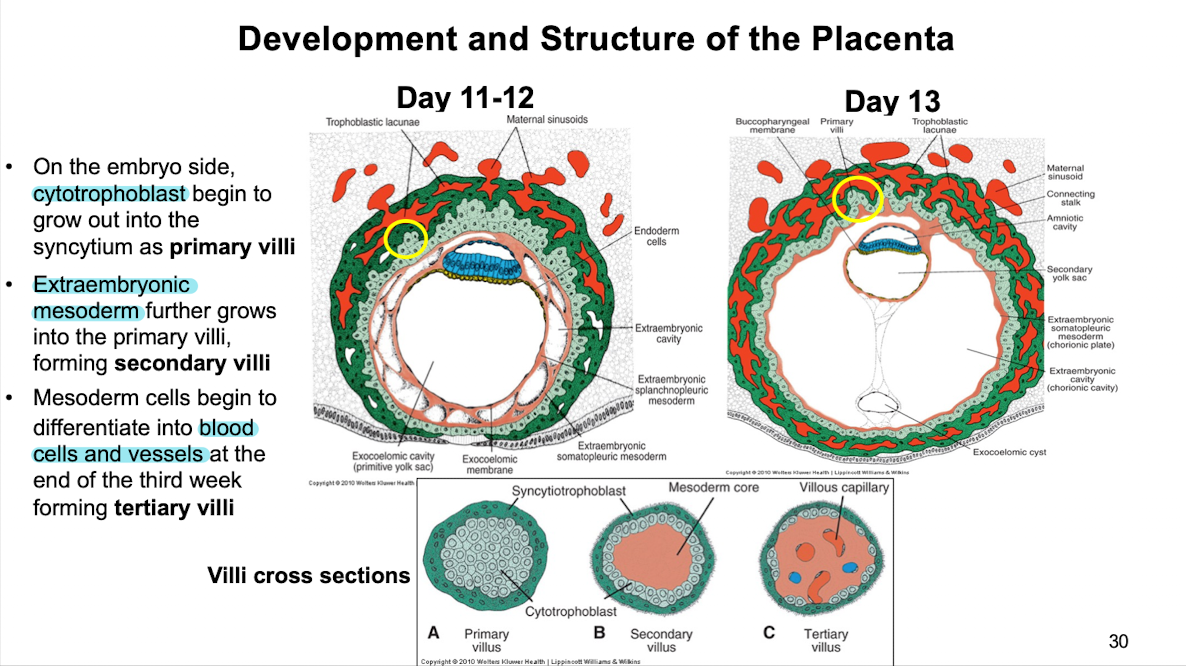 Development and Structure of the Placenta
• On the embryo side,
cytotrophoblast begin to
grow out into the
syncytium as primary villi
• Extraembryonic
mesoderm further grows
into the primary villi,
forming secondary villi
• Mesoderm cells begin to
differentiate into blood
cells and vessels at the
end of the third week
forming tertiary villi
Day 11-12
Trophoblastic lacunae
Maternal sinusoids
Endoderm
cells
Extraembryonic
cavity
Extraembryonic
splanchnopleuric
mesoderm
Extraembryonic
somatopleuric mesoderm
Exocoelomic
membrane
Exocoelomic cavity
(primitive yolk sac)
Copyright © 2010 Wolters Kluwer Health
Day 13
Buccopharyngeal
membrane
Primary
villi
Trophoblastic
lacunae
Maternal
sinusoid
Connecting
stalk
Amniotic
cavity
Secondary
yolk sac
Extraembryonic
somatopleuric
mesoderm
(chorionic plate)
Extraembryonic
cavity
(chorionic cavity)
Exocoelomic cyst
Copyright © 2010 Wolters Kluwer Health | Lippincott Williams & Wilkins
Villi cross sections
Syncytiotrophoblast
Mesoderm core
Villous capillary
Cytotrophoblast
A Primary
villus
B Secondary
villus
C Tertiary
villus
Copyright © 2010 Wolters Kluwer Health | Lippincott Williams & Wilkins
30